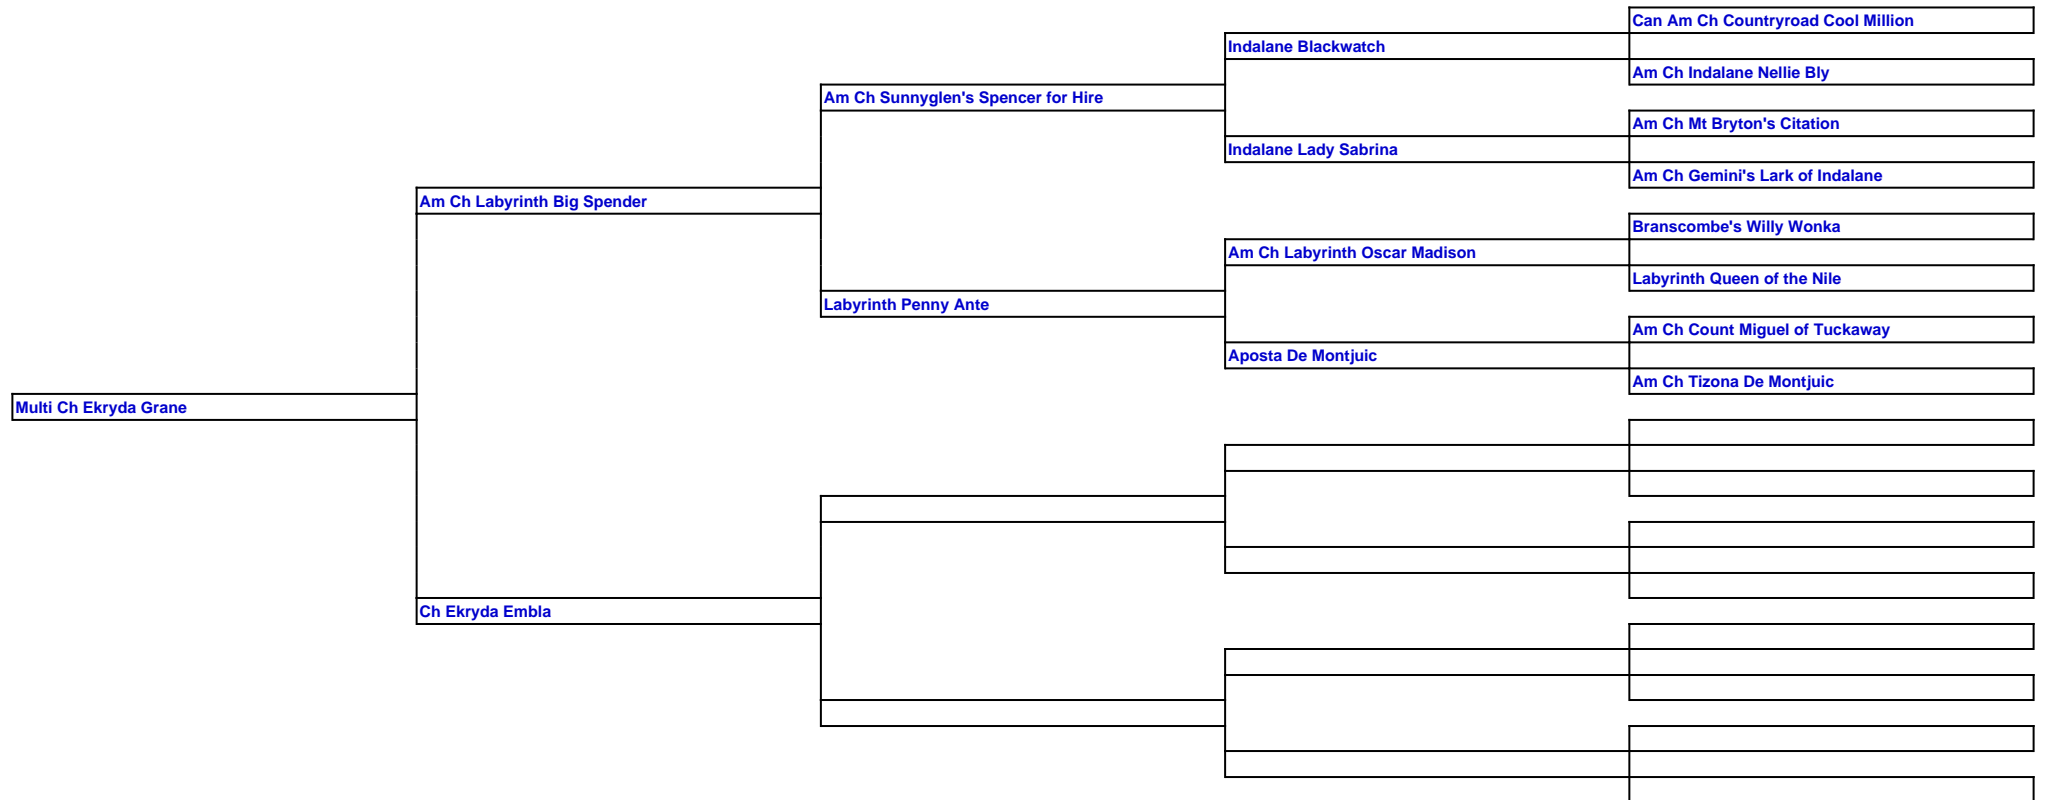 Can Am Ch Countryroad Cool Million
Indalane Blackwatch
Am Ch Indalane Nellie Bly
Am Ch Sunnyglen's Spencer for Hire
Am Ch Mt Bryton's Citation
Indalane Lady Sabrina
Am Ch Gemini's Lark of Indalane
Am Ch Labyrinth Big Spender
Branscombe's Willy Wonka
Am Ch Labyrinth Oscar Madison
Labyrinth Queen of the Nile
Labyrinth Penny Ante
Am Ch Count Miguel of Tuckaway
Aposta De Montjuic
Am Ch Tizona De Montjuic
Multi Ch Ekryda Grane
Ch Ekryda Embla